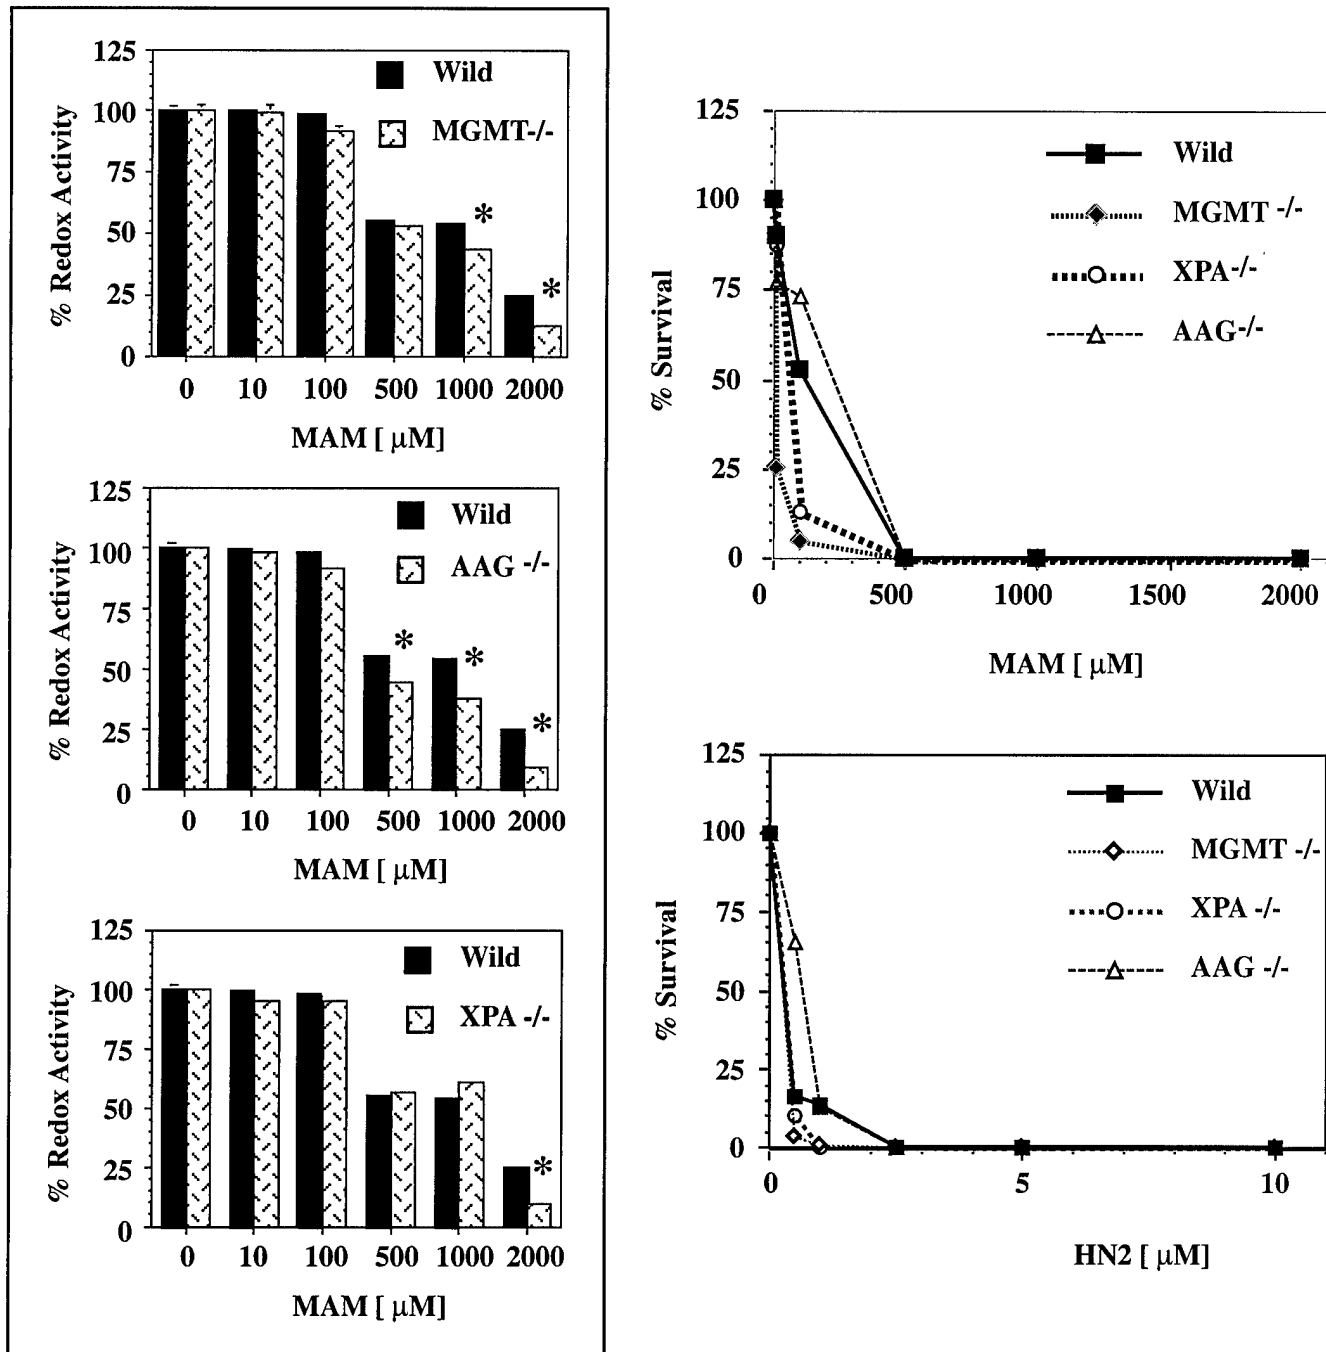 125
100
75
50
25
0
% Redox Activity
Wild
MGMT-/-
*
*
0 10 100 500 1000 2000
MAM [ μM]
125
100
75
50
25
0
% Redox Activity
Wild
AAG -/-
*
*
*
0 10 100 500 1000 2000
MAM [ μM]
125
100
75
50
25
0
% Redox Activity
Wild
XPA -/-
*
0 10 100 500 1000 2000
MAM [ μM]
125
100
75
50
25
0
% Survival
Wild
MGMT -/-
XPA-/-
AAG-/-
0 500 1000 1500 2000
MAM [ μM]
125
100
75
50
25
0
% Survival
Wild
MGMT -/-
XPA -/-
AAG -/-
0 5 10
HN2 [ μM]